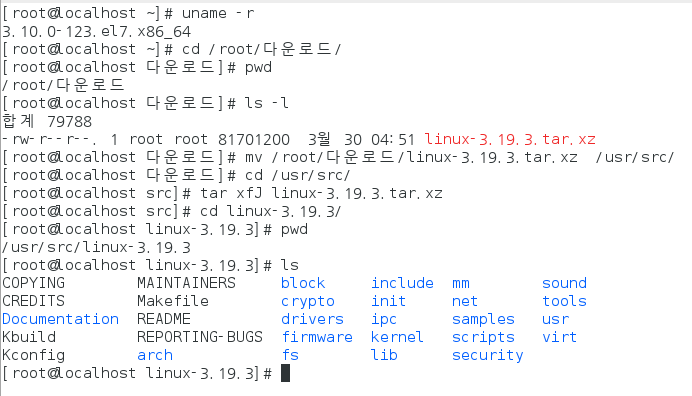 [root@localhost ~]# uname -r
3.10.0-123.el7.x86_64
[root@localhost ~]# cd /root/다운로드/
[root@localhost 다운로드]# pwd
/root/다운로드
[root@localhost 다운로드]# ls -l
합계 79788
-rw-r--r--. 1 root root 81701200  3월  30 04:51 linux-3.19.3.tar.xz
[root@localhost 다운로드]# mv /root/다운로드/linux-3.19.3.tar.xz  /usr/src/
[root@localhost 다운로드]# cd /usr/src/
[root@localhost src]# tar xfJ linux-3.19.3.tar.xz
[root@localhost src]# cd linux-3.19.3/
[root@localhost linux-3.19.3]# pwd
/usr/src/linux-3.19.3
[root@localhost linux-3.19.3]# ls
COPYING        MAINTAINERS     block     include  mm        sound
CREDITS        Makefile        crypto    init     net       tools
Documentation  README          drivers   ipc      samples   usr
Kbuild         REPORTING-BUGS  firmware  kernel   scripts   virt
Kconfig        arch            fs        lib      security
[root@localhost linux-3.19.3]#